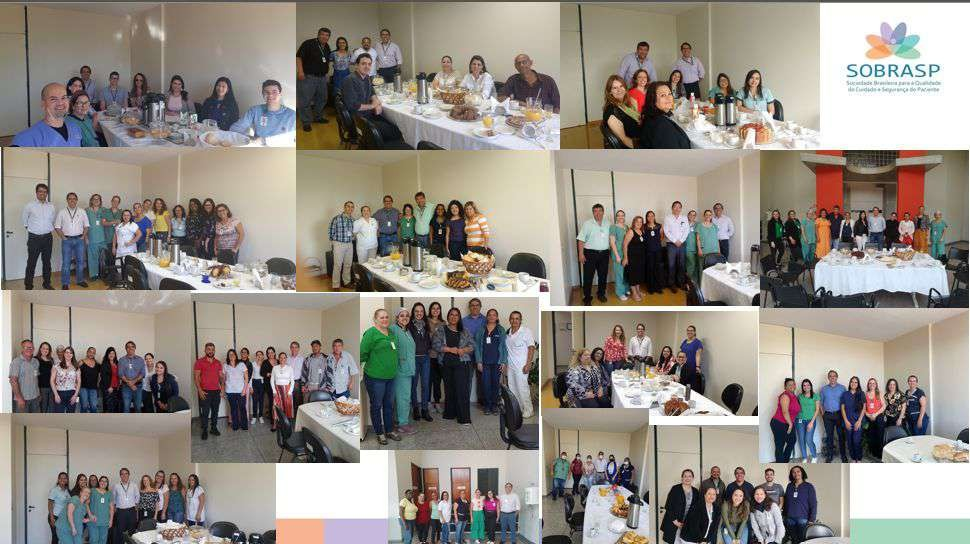 SOBRASP
Sociedade Brasileira para a Qualidade
do Cuidado e Segurança do Paciente